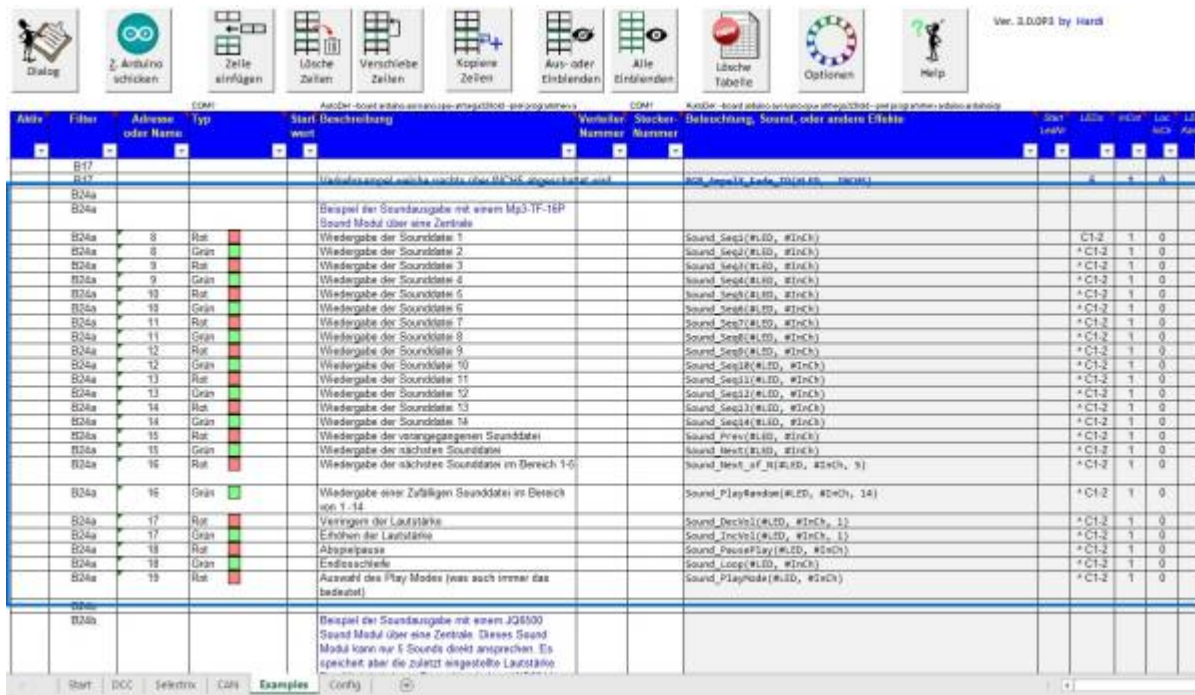 Ver. 3.0.0P3 by Hardi
Dialog
Z. Arduino schicken
Zeile einfügen
Lösche Zeilen
Verschiebe Zeilen
Kopiere Zeilen
Aus- oder Einblenden
Alle Einblenden
Lösche Tabelle
Optionen
Help
COM1
COM1
Aktiv Filter Adresse oder Name Typ Start wert Beschreibung Verteiler Nummer Stecker Nummer Beleuchtung, Sound, oder andere Effekte Start LedNr LEDs InCnt Loc InCh
B17
B17 Verkehrsampel welche nachts über INCH5 abgeschaltet wird 6 1 0
B24a
B24a Beispiel der Soundausgabe mit einem Mp3-TF-16P
Sound Modul über eine Zentrale
B24a 8 Rot Wiedergabe der Sounddatei 1 Sound_Seq1(#LED, #InCh) C1-2 1 0
B24a 8 Grün Wiedergabe der Sounddatei 2 Sound_Seq2(#LED, #InCh) ^ C1-2 1 0
B24a 9 Rot Wiedergabe der Sounddatei 3 Sound_Seq3(#LED, #InCh) ^ C1-2 1 0
B24a 9 Grün Wiedergabe der Sounddatei 4 Sound_Seq4(#LED, #InCh) ^ C1-2 1 0
B24a 10 Rot Wiedergabe der Sounddatei 5 Sound_Seq5(#LED, #InCh) ^ C1-2 1 0
B24a 10 Grün Wiedergabe der Sounddatei 6 Sound_Seq6(#LED, #InCh) ^ C1-2 1 0
B24a 11 Rot Wiedergabe der Sounddatei 7 Sound_Seq7(#LED, #InCh) ^ C1-2 1 0
B24a 11 Grün Wiedergabe der Sounddatei 8 Sound_Seq8(#LED, #InCh) ^ C1-2 1 0
B24a 12 Rot Wiedergabe der Sounddatei 9 Sound_Seq9(#LED, #InCh) ^ C1-2 1 0
B24a 12 Grün Wiedergabe der Sounddatei 10 Sound_Seq10(#LED, #InCh) ^ C1-2 1 0
B24a 13 Rot Wiedergabe der Sounddatei 11 Sound_Seq11(#LED, #InCh) ^ C1-2 1 0
B24a 13 Grün Wiedergabe der Sounddatei 12 Sound_Seq12(#LED, #InCh) ^ C1-2 1 0
B24a 14 Rot Wiedergabe der Sounddatei 13 Sound_Seq13(#LED, #InCh) ^ C1-2 1 0
B24a 14 Grün Wiedergabe der Sounddatei 14 Sound_Seq14(#LED, #InCh) ^ C1-2 1 0
B24a 15 Rot Wiedergabe der vorangegangenen Sounddatei Sound_Prev(#LED, #InCh) ^ C1-2 1 0
B24a 15 Grün Wiedergabe der nächsten Sounddatei Sound_Next(#LED, #InCh) ^ C1-2 1 0
B24a 16 Rot Wiedergabe der nächsten Sounddatei im Bereich 1-5 Sound_Next_of_N(#LED, #InCh, 5) ^ C1-2 1 0
B24a 16 Grün Wiedergabe einer Zufälligen Sounddatei im Bereich Sound_PlayRandom(#LED, #InCh, 14) ^ C1-2 1 0
von 1 -14
B24a 17 Rot Verringern der Lautstärke Sound_DecVol(#LED, #InCh, 1) ^ C1-2 1 0
B24a 17 Grün Erhöhen der Lautstärke Sound_IncVol(#LED, #InCh, 1) ^ C1-2 1 0
B24a 18 Rot Abspielpause Sound_PausePlay(#LED, #InCh) ^ C1-2 1 0
B24a 18 Grün Endlosschleife Sound_Loop(#LED, #InCh) ^ C1-2 1 0
B24a 19 Rot Auswahl des Play Modes (was auch immer das Sound_PlayMode(#LED, #InCh) ^ C1-2 1 0
bedeutet)
B24b Beispiel der Soundausgabe mit einem JQ6500
Sound Modul über eine Zentrale. Dieses Sound
Modul kann nur 5 Sounds direkt ansprechen. Es
speichert aber die zuletzt eingestellte Lautstärke
Start DCC Selectrix CAN Examples Config